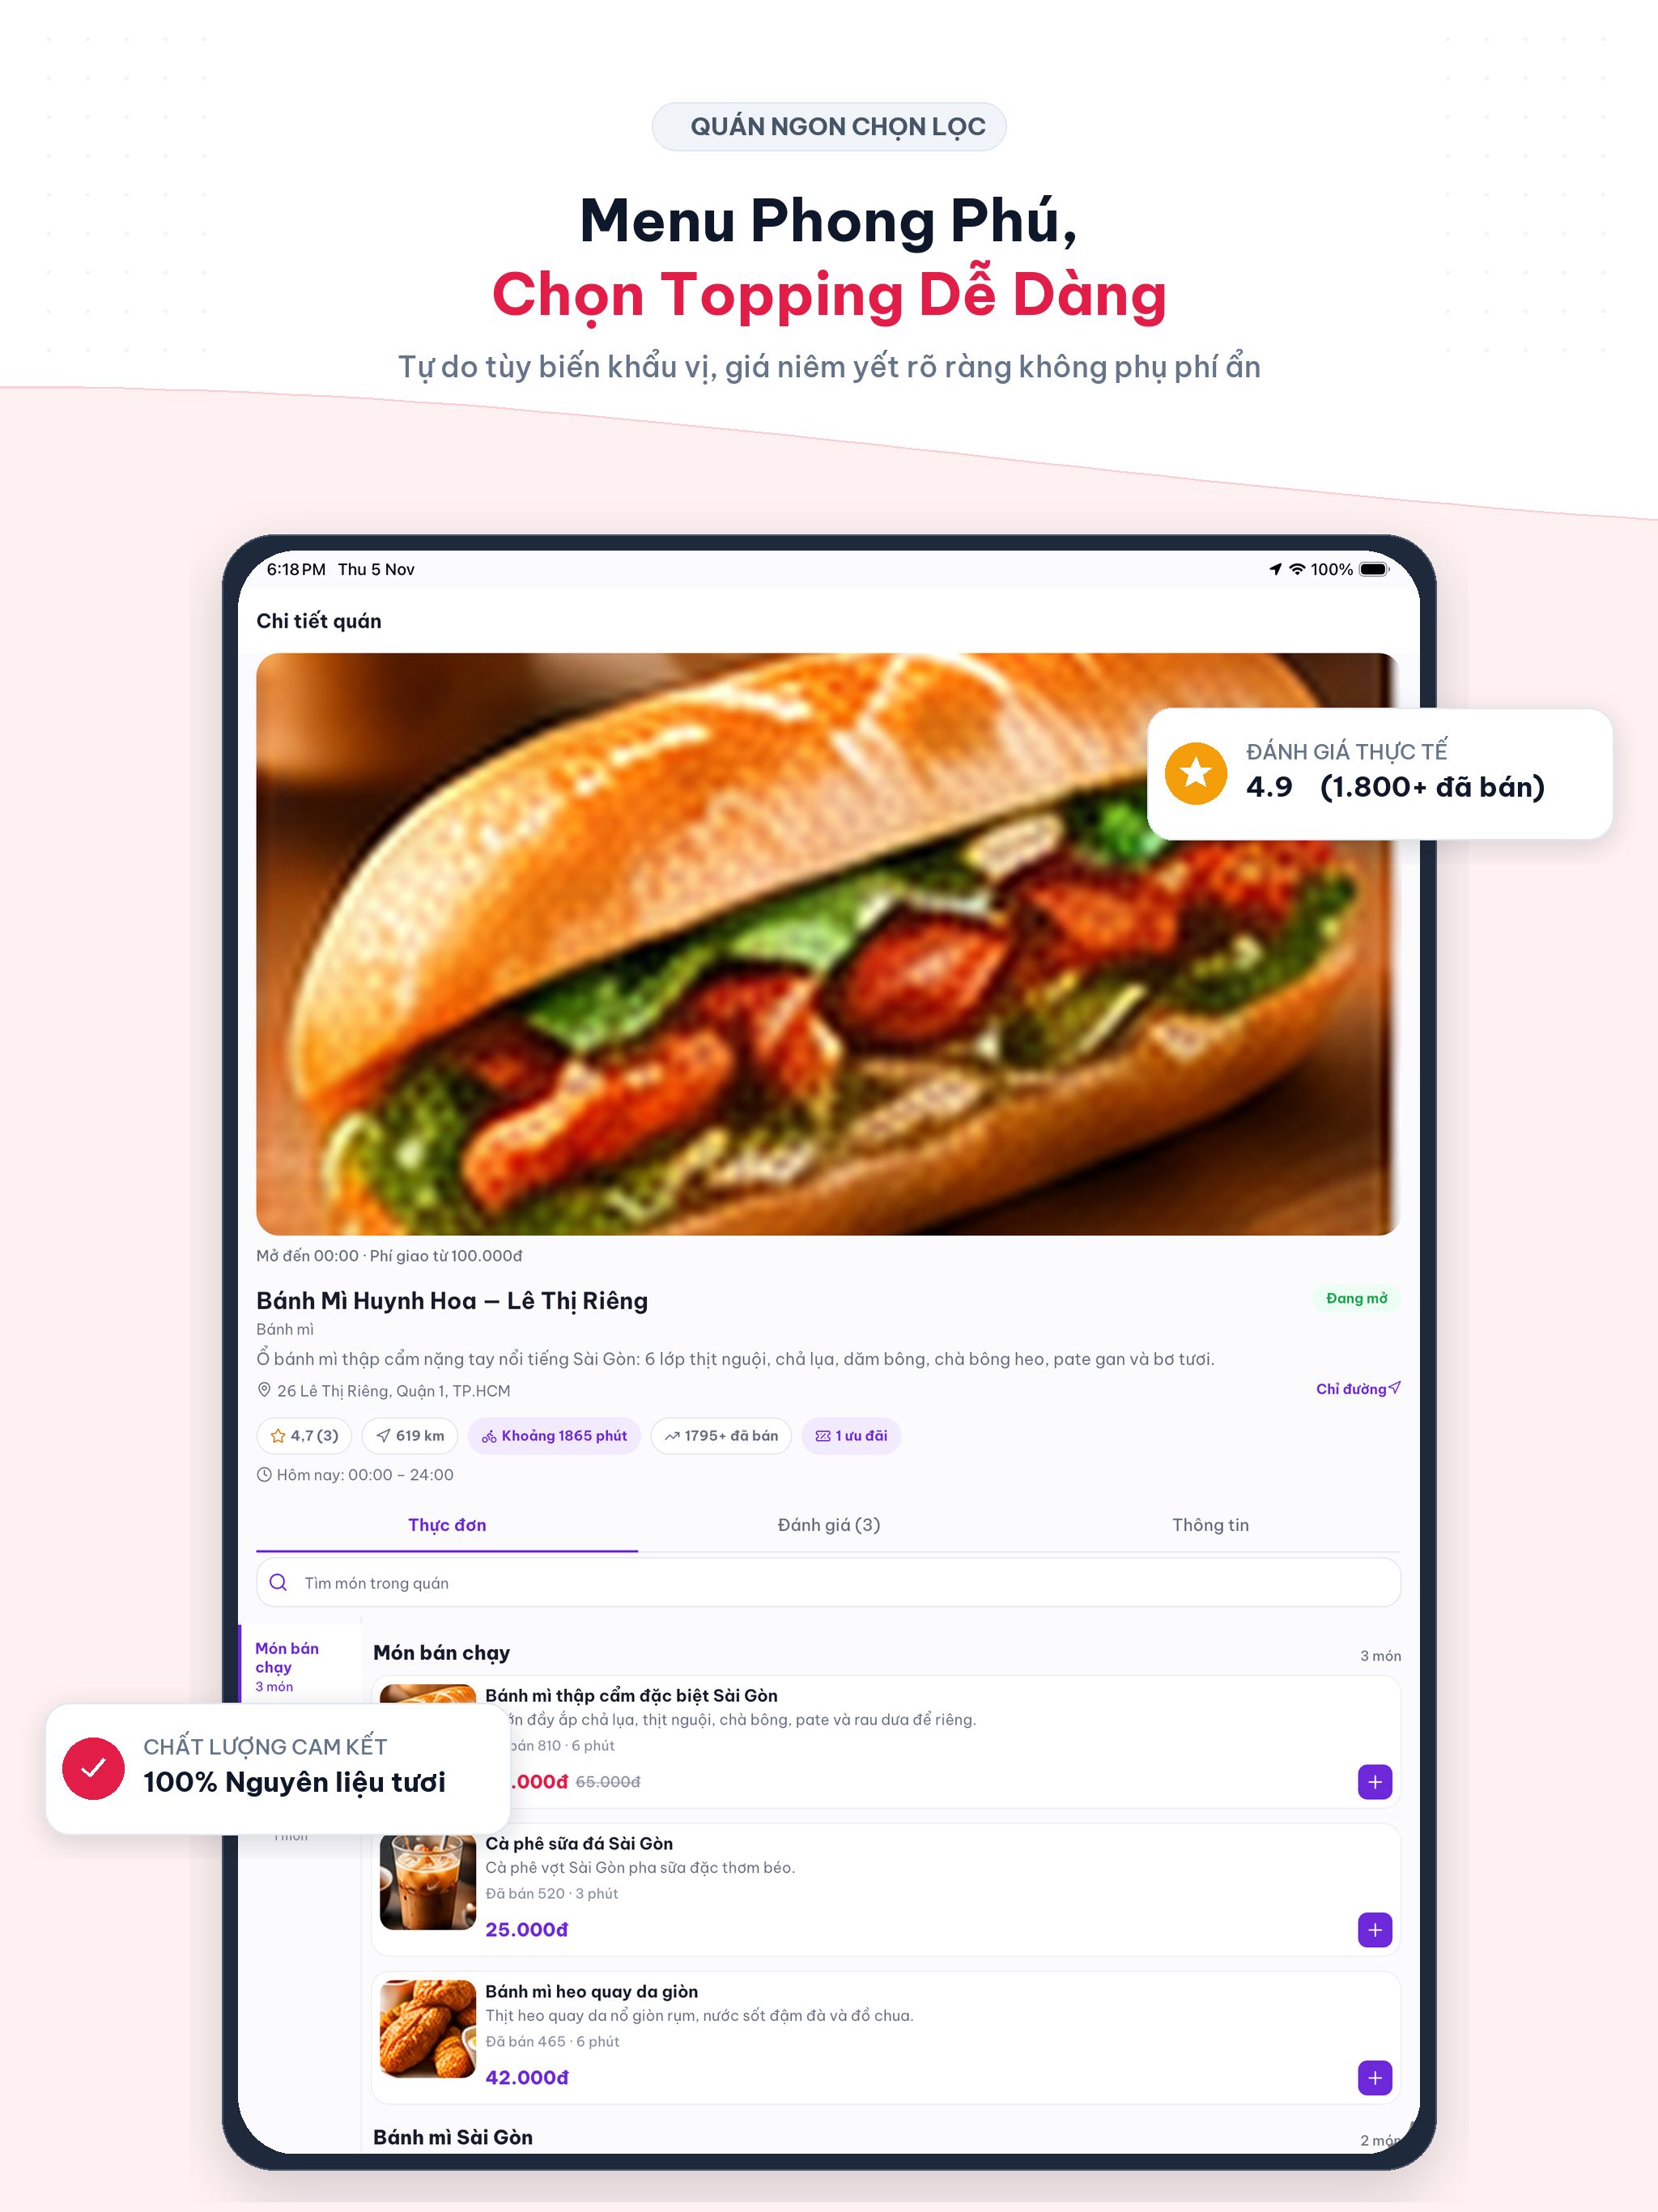 QUÁN NGON CHỌN LỌC
Menu Phong Phú,
Chọn Topping Dễ Dàng
Tự do tùy biến khẩu vị, giá niêm yết rõ ràng không phụ phí ẩn
6:18 PM Thu 5 Nov
100%
Chi tiết quán
ĐÁNH GIÁ THỰC TẾ
4.9 (1.800+ đã bán)
Mở đến 00:00 · Phí giao từ 100.000đ
Bánh Mì Huynh Hoa — Lê Thị Riêng
Đang mở
Bánh mì
Ổ bánh mì thập cẩm nặng tay nổi tiếng Sài Gòn: 6 lớp thịt nguội, chả lụa, dăm bông, chà bông heo, pate gan và bơ tươi.
26 Lê Thị Riêng, Quận 1, TP.HCM
Chỉ đường
4,7 (3)
619 km
Khoảng 1865 phút
1795+ đã bán
1 ưu đãi
Hôm nay: 00:00 – 24:00
Thực đơn
Đánh giá (3)
Thông tin
Tìm món trong quán
Món bán
chạy
3 món
Món bán chạy
3 món
Bánh mì thập cẩm đặc biệt Sài Gòn
đầy ắp chả lụa, thịt nguội, chà bông, pate và rau dưa để riêng.
bán 810 · 6 phút
.000đ 65.000đ
CHẤT LƯỢNG CAM KẾT
100% Nguyên liệu tươi
Cà phê sữa đá Sài Gòn
Cà phê vợt Sài Gòn pha sữa đặc thơm béo.
Đã bán 520 · 3 phút
25.000đ
Bánh mì heo quay da giòn
Thịt heo quay da nổ giòn rụm, nước sốt đậm đà và đồ chua.
Đã bán 465 · 6 phút
42.000đ
Bánh mì Sài Gòn
2 món